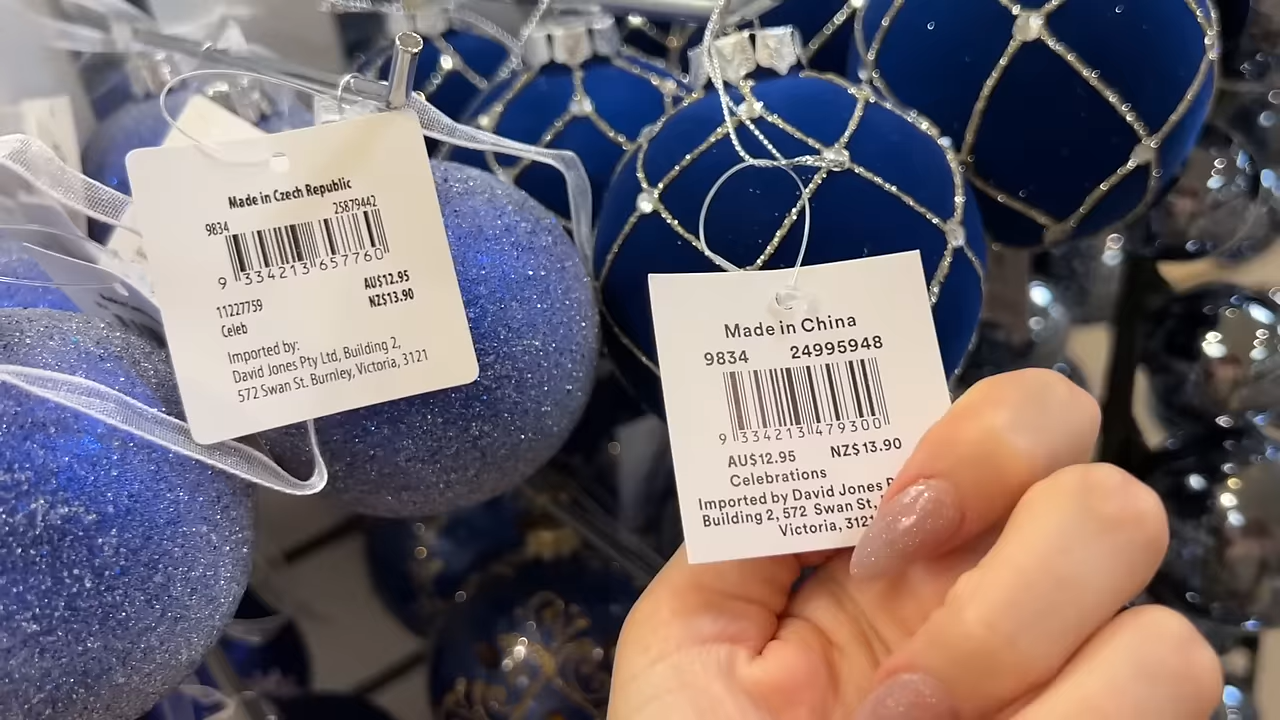 Made in Czech Republic
9834 25879442
9 334213 657760
AU$12.95
NZ$13.90
11227759
Celeb
Imported by:
David Jones Pty Ltd, Building 2,
572 Swan St. Burnley, Victoria, 3121
Made in China
9834 24995948
9 334213 479300
AU$12.95 NZ$13.90
Celebrations
Imported by David Jones
Building 2, 572 Swan St,
Victoria, 3121